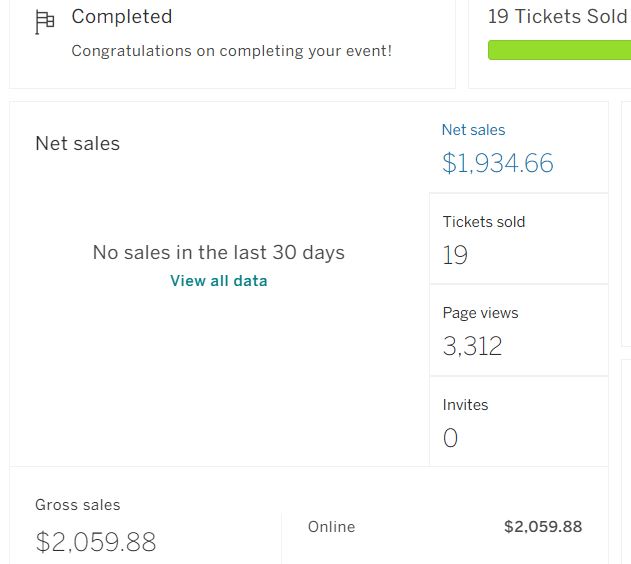 Completed
Congratulations on completing your event!
19 Tickets Sold
Net sales
No sales in the last 30 days
View all data
Net sales
$1,934.66
Tickets sold
19
Page views
3,312
Invites
0
Gross sales
$2,059.88
Online
$2,059.88